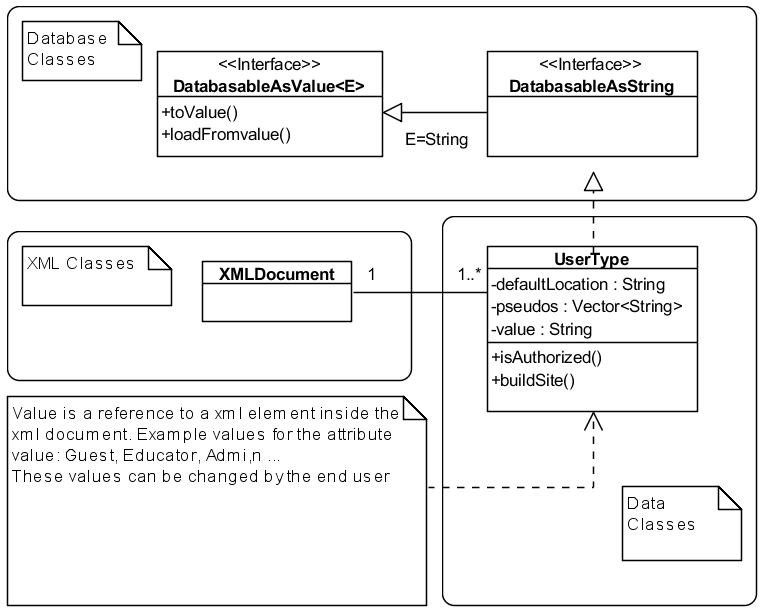 Database
Classes
<<Interface>>
DatabasableAsValue<E>
+toValue()
+loadFromvalue()
E=String
<<Interface>>
DatabasableAsString
XML Classes
XMLDocument
1
1..*
UserType
-defaultLocation : String
-pseudos : Vector<String>
-value : String
+isAuthorized()
+buildSite()
Value is a reference to a xml element inside the
xml document. Example values for the attribute
value: Guest, Educator, Admi,n ...
These values can be changed by the end user
Data
Classes